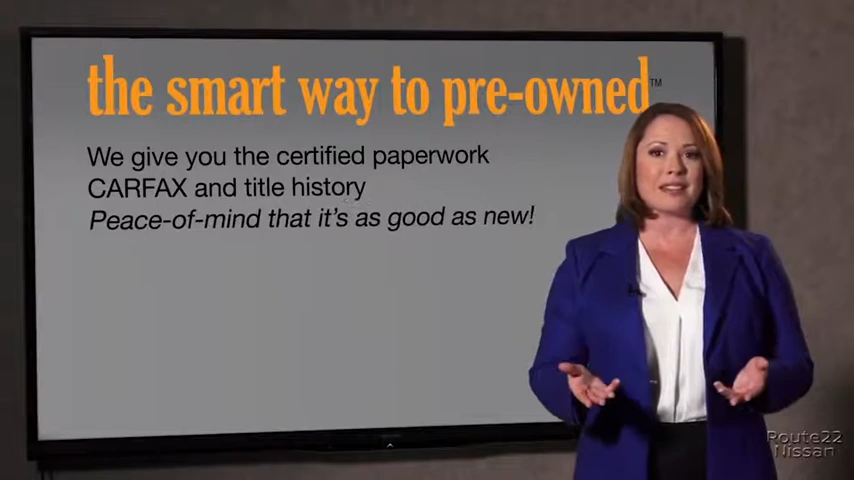 the smart way to pre-owned™
We give you the certified paperwork
CARFAX and title history
Peace-of-mind that it's as good as new!
Route22
Nissan